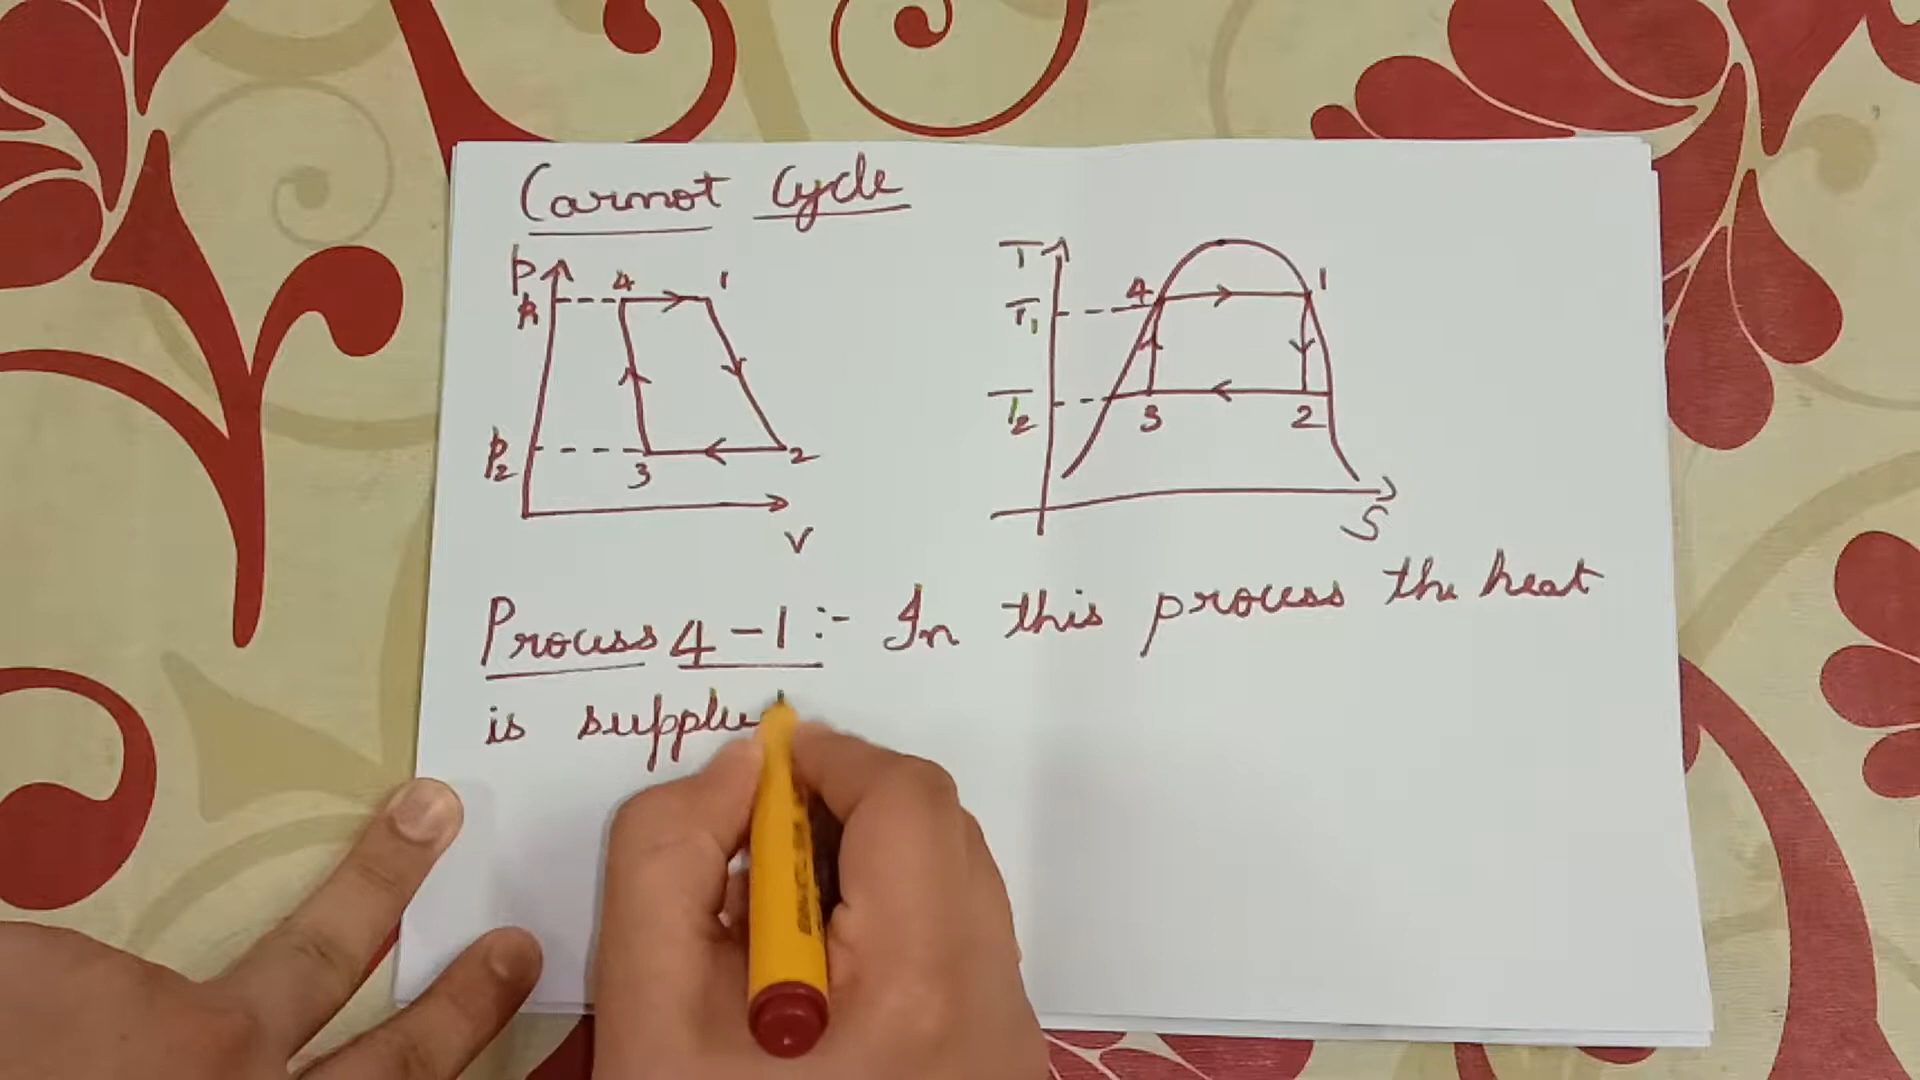 Carnot Cycle
P
4
1
P1
P2
3
2
V
T
4
1
T1
T2
3
2
S
Process 4-1 :- In this process the heat
is supplie